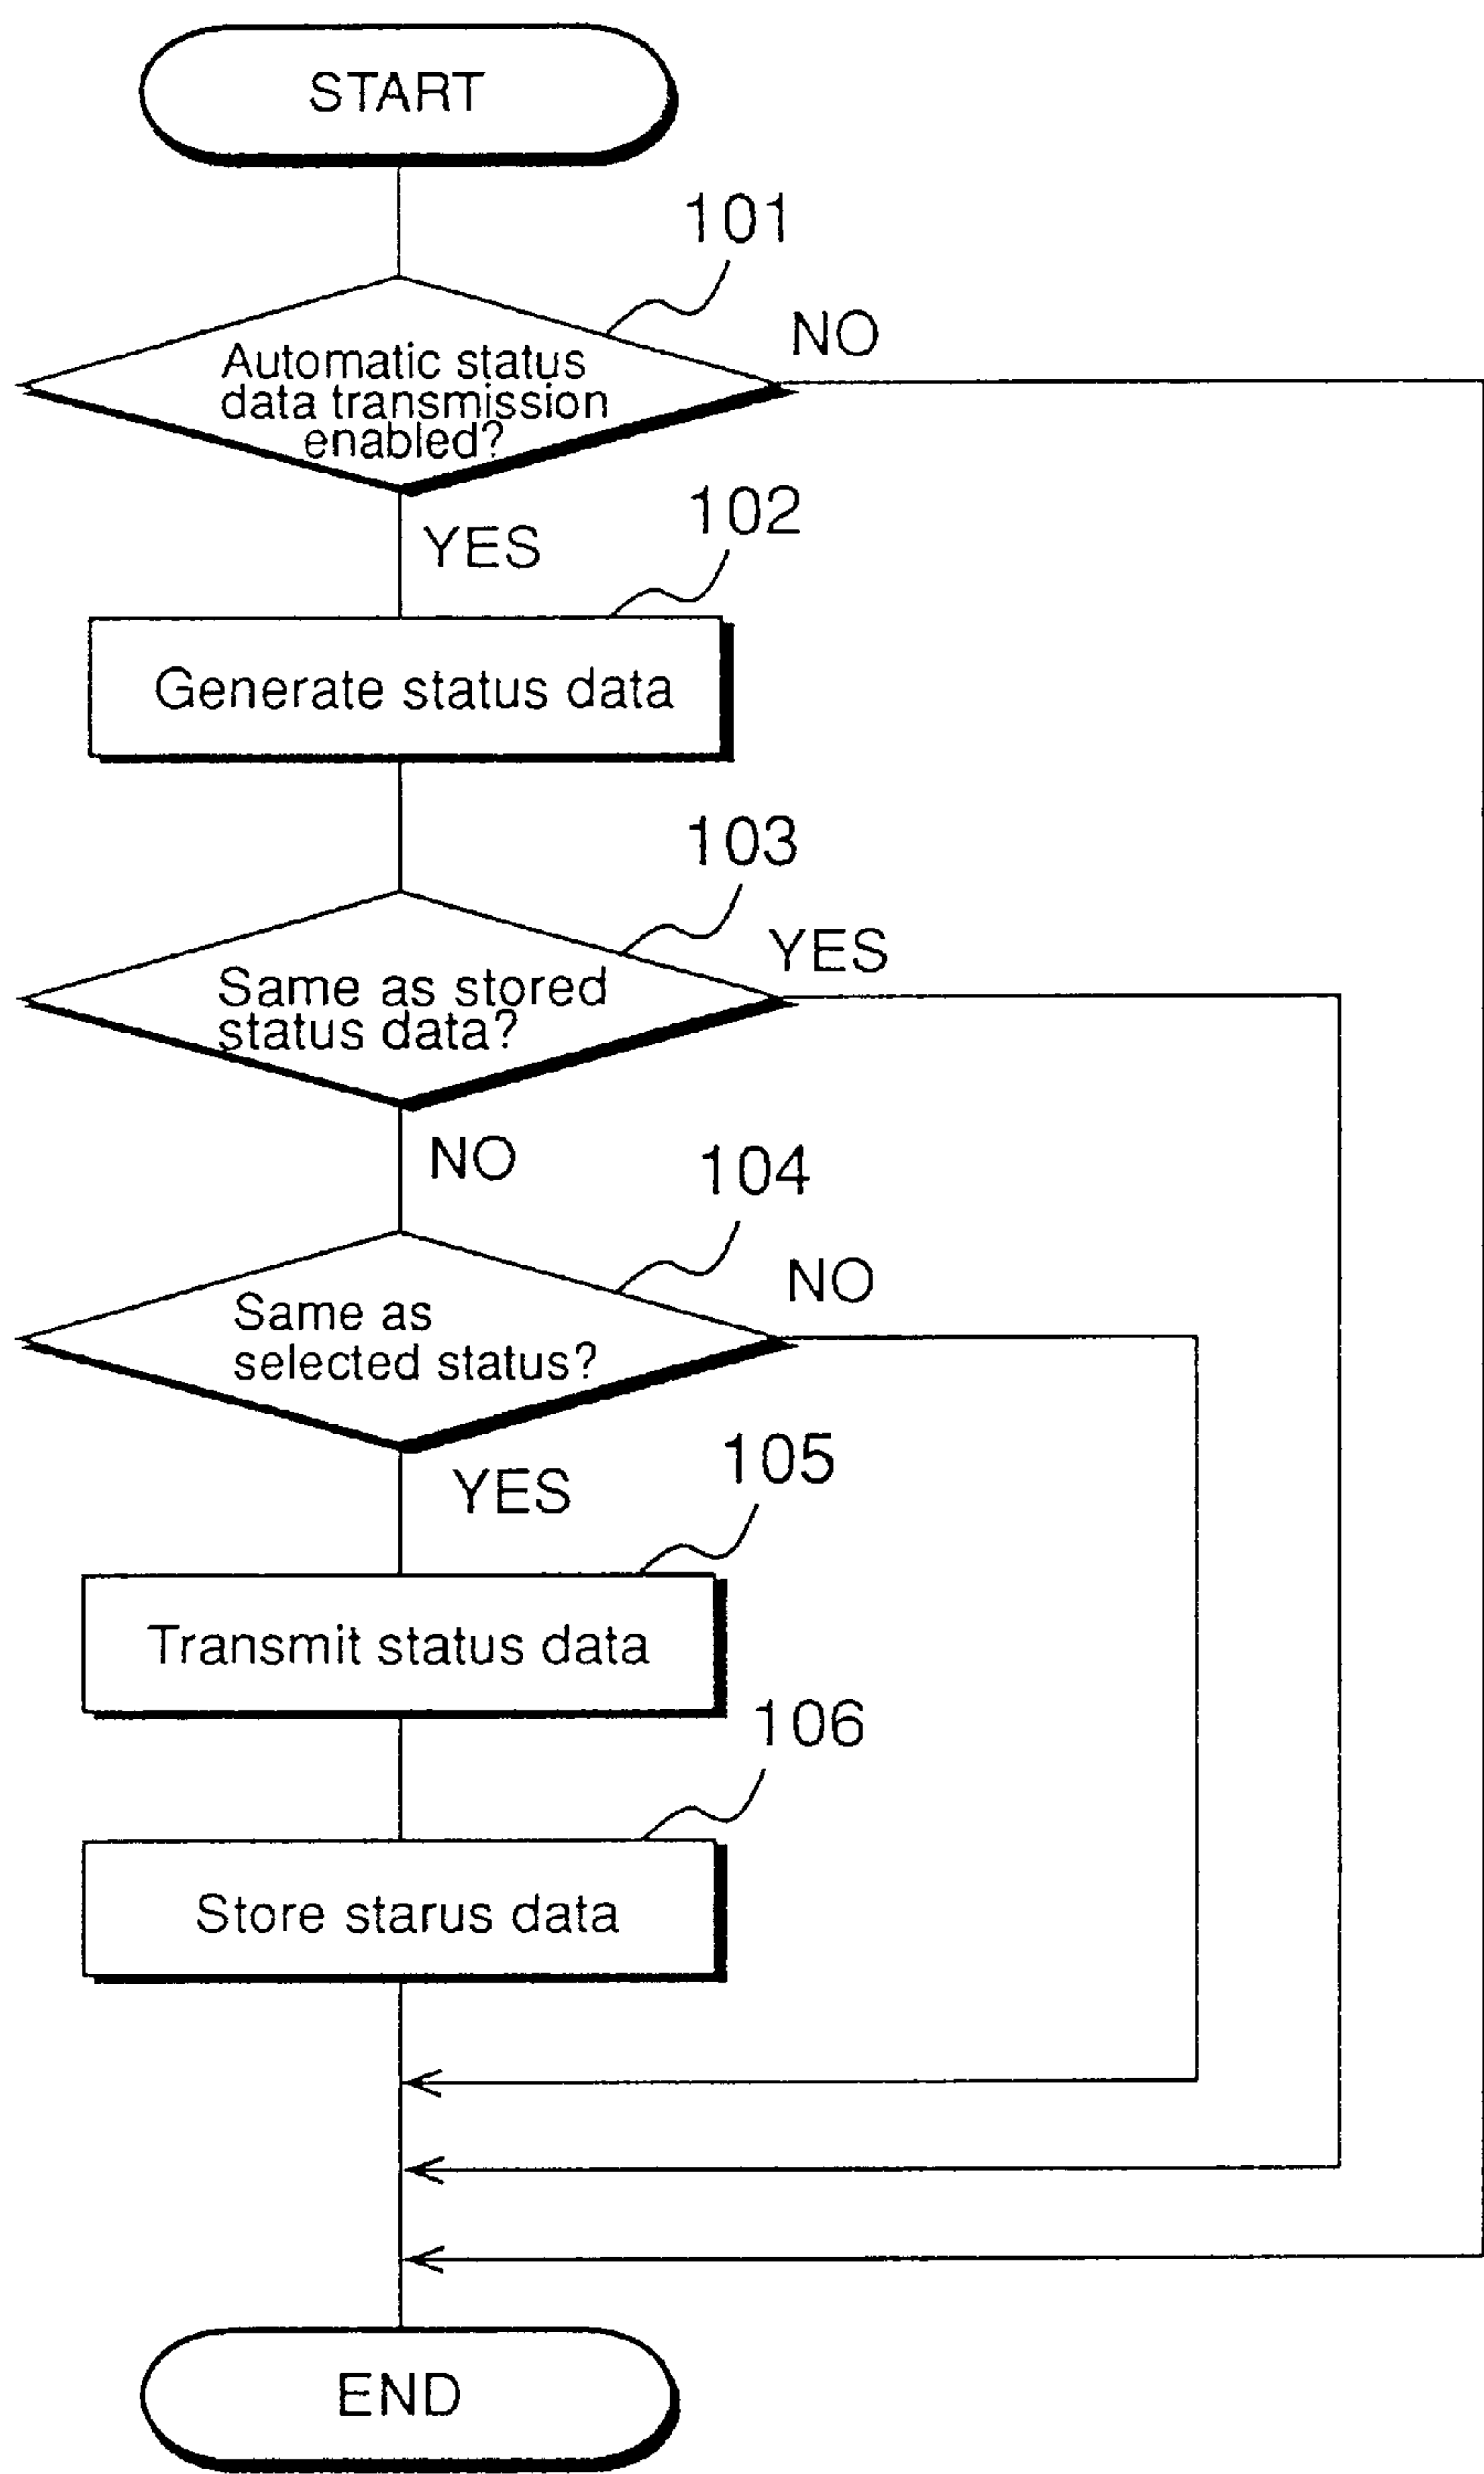 START
101
NO
Automatic status
data transmission
enabled?
YES
102
Generate status data
103
YES
Same as stored
status data?
NO
104
NO
Same as
selected status?
YES
105
Transmit status data
106
Store starus data
END